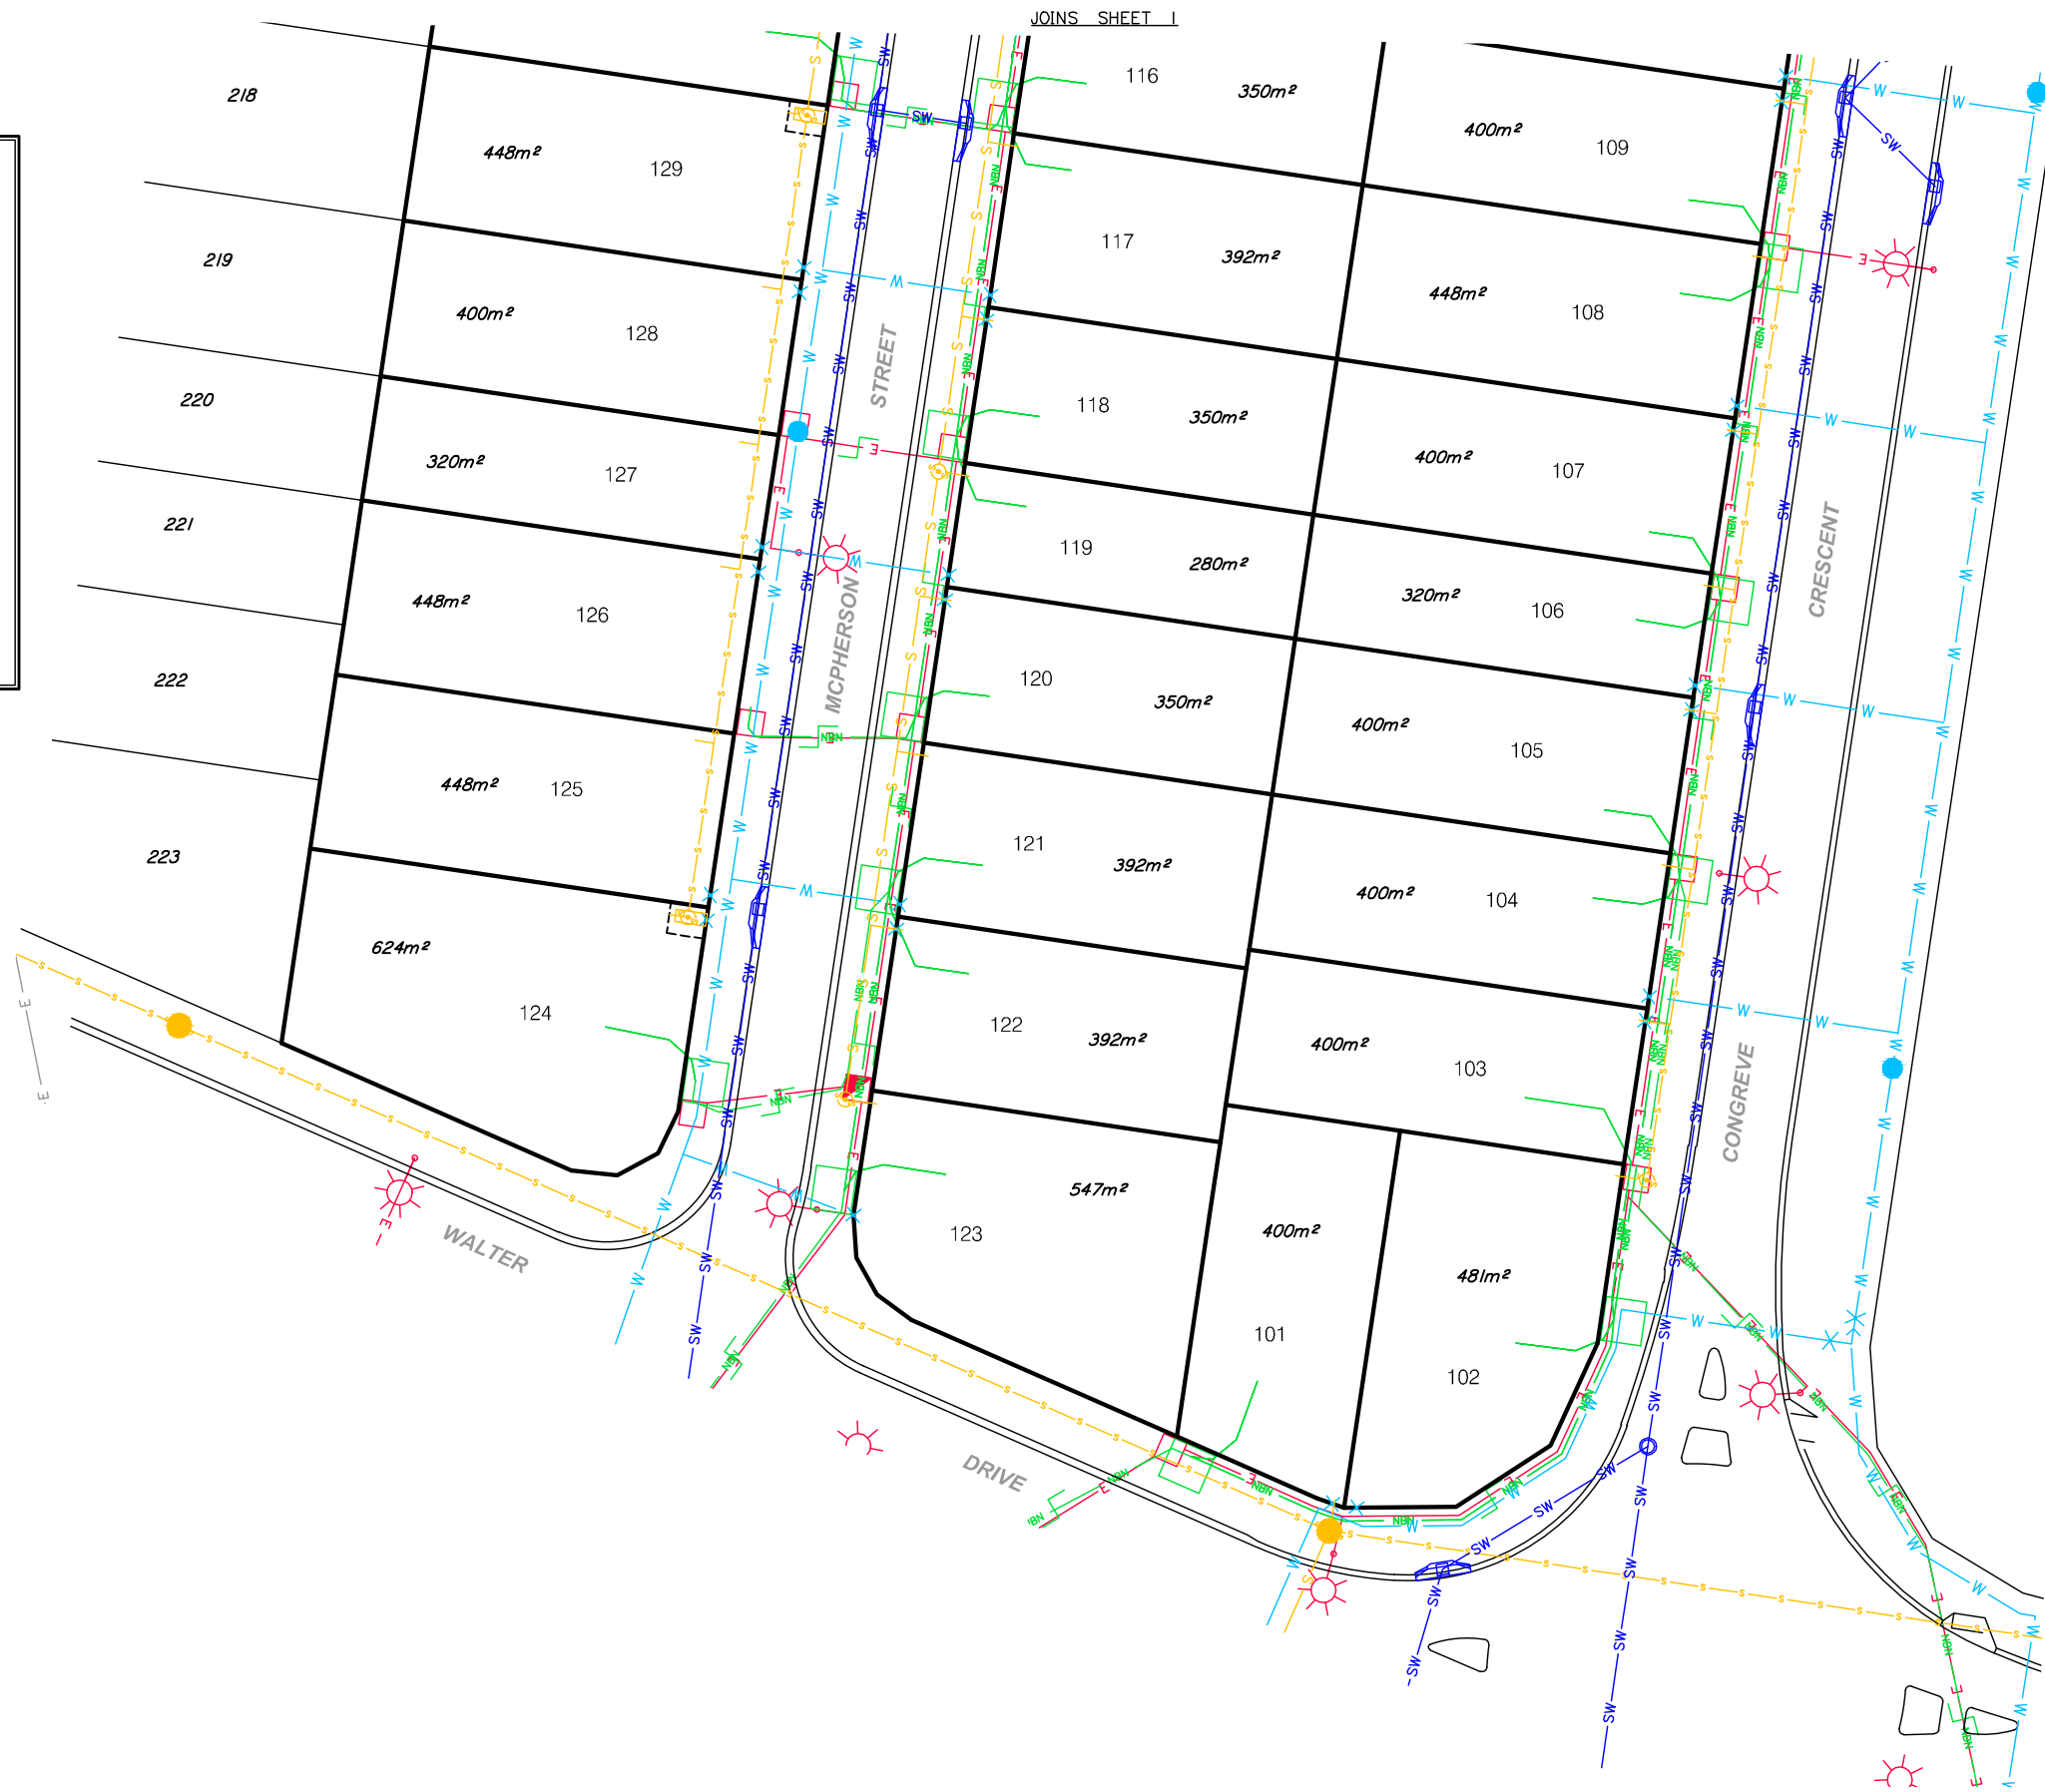 JOINS SHEET 1
218
448m² 129
219
400m² 128
220
320m² 127
221
448m² 126
222
448m² 125
223
624m²
124
116 350m²
117 392m²
118 350m²
119 280m²
120 350m²
121 392m²
122 392m²
547m²
123
400m² 109
448m² 108
400m² 107
320m² 106
400m² 105
400m² 104
400m² 103
400m²
101
481m²
102
MCPHERSON STREET
CONGREVE CRESCENT
WALTER DRIVE
S
W
SW
E
NBN